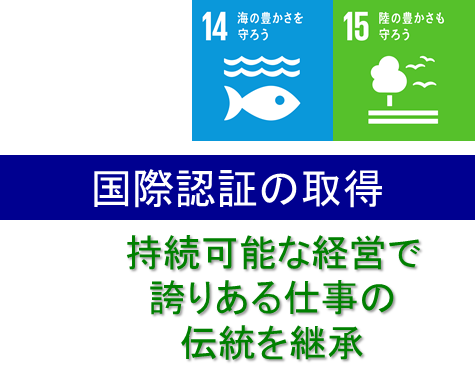 14 海の豊かさを
守ろう
15 陸の豊かさも
守ろう
国際認証の取得
持続可能な経営で
誇りある仕事の
伝統を継承